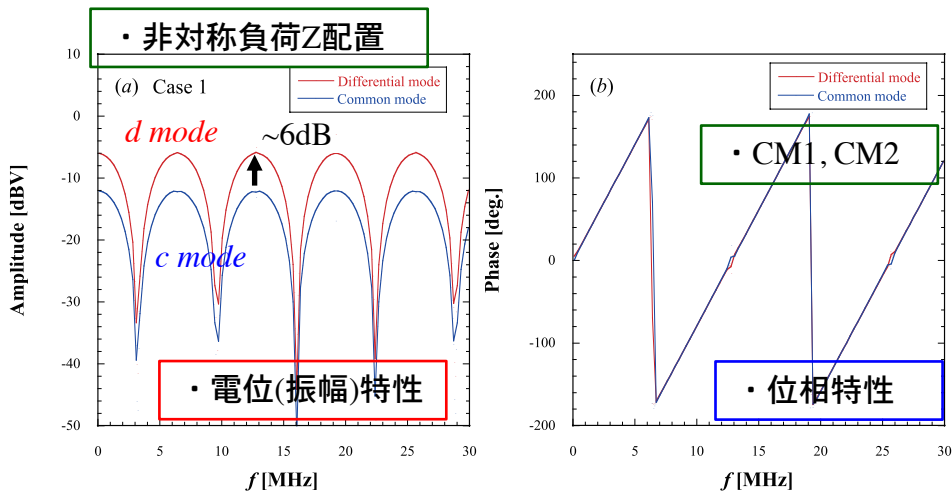 ・非対称負荷Z配置
10
(a) Case 1
Differential mode
Common mode
d mode
~6dB
c mode
0
-10
-20
-30
-40
-50
Amplitude [dBV]
・電位(振幅)特性
0 5 10 15 20 25 30
f [MHz]
(b)
Differential mode
Common mode
・CM1, CM2
200
100
0
-100
-200
Phase [deg.]
・位相特性
0 5 10 15 20 25 30
f [MHz]